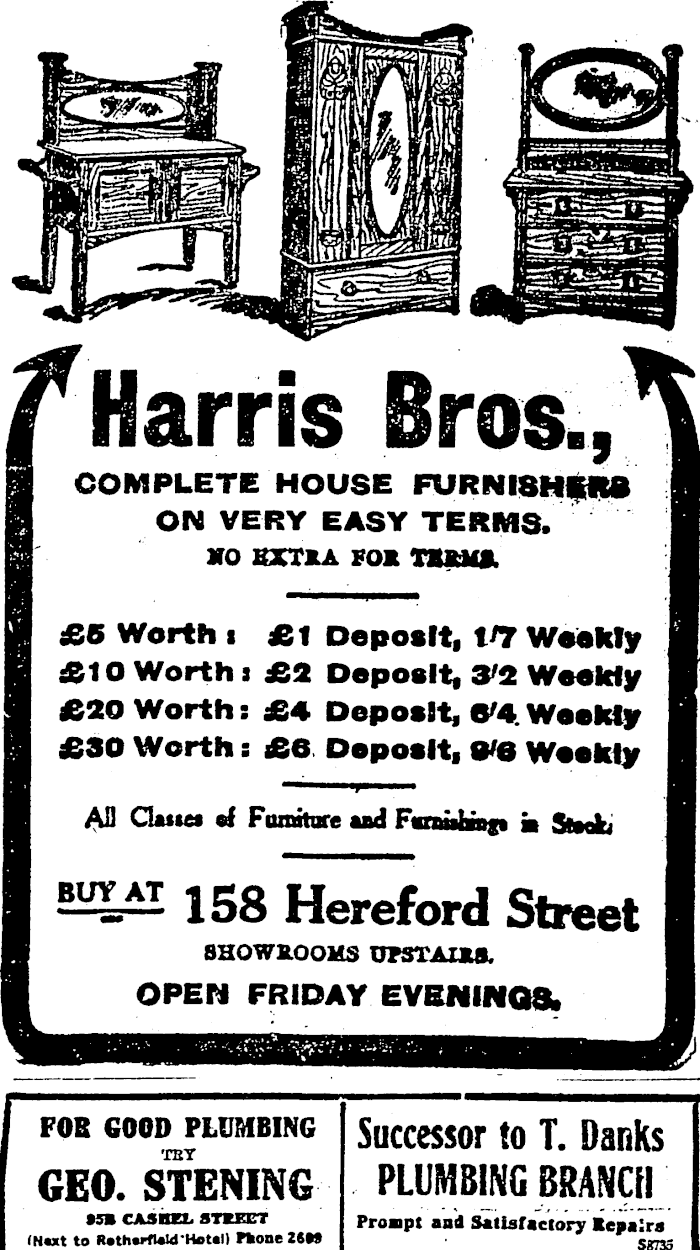 Harris Bros.,
COMPLETE HOUSE FURNISHERS
ON VERY EASY TERMS.
NO EXTRA FOR TERMS.
£5 Worth: £1 Deposit, 1/7 Weekly
£10 Worth: £2 Deposit, 3/2 Weekly
£20 Worth: £4 Deposit, 6/4 Weekly
£30 Worth: £6 Deposit, 9/6 Weekly
All Classes of Furniture and Furnishings in Stock.
BUY AT 158 Hereford Street
SHOWROOMS UPSTAIRS.
OPEN FRIDAY EVENINGS.
FOR GOOD PLUMBING
TRY
GEO. STENING
95B CASHEL STREET
(Next to Rotherfield Hotel) Phone 2609
Successor to T. Danks
PLUMBING BRANCH
Prompt and Satisfactory Repairs
S8735